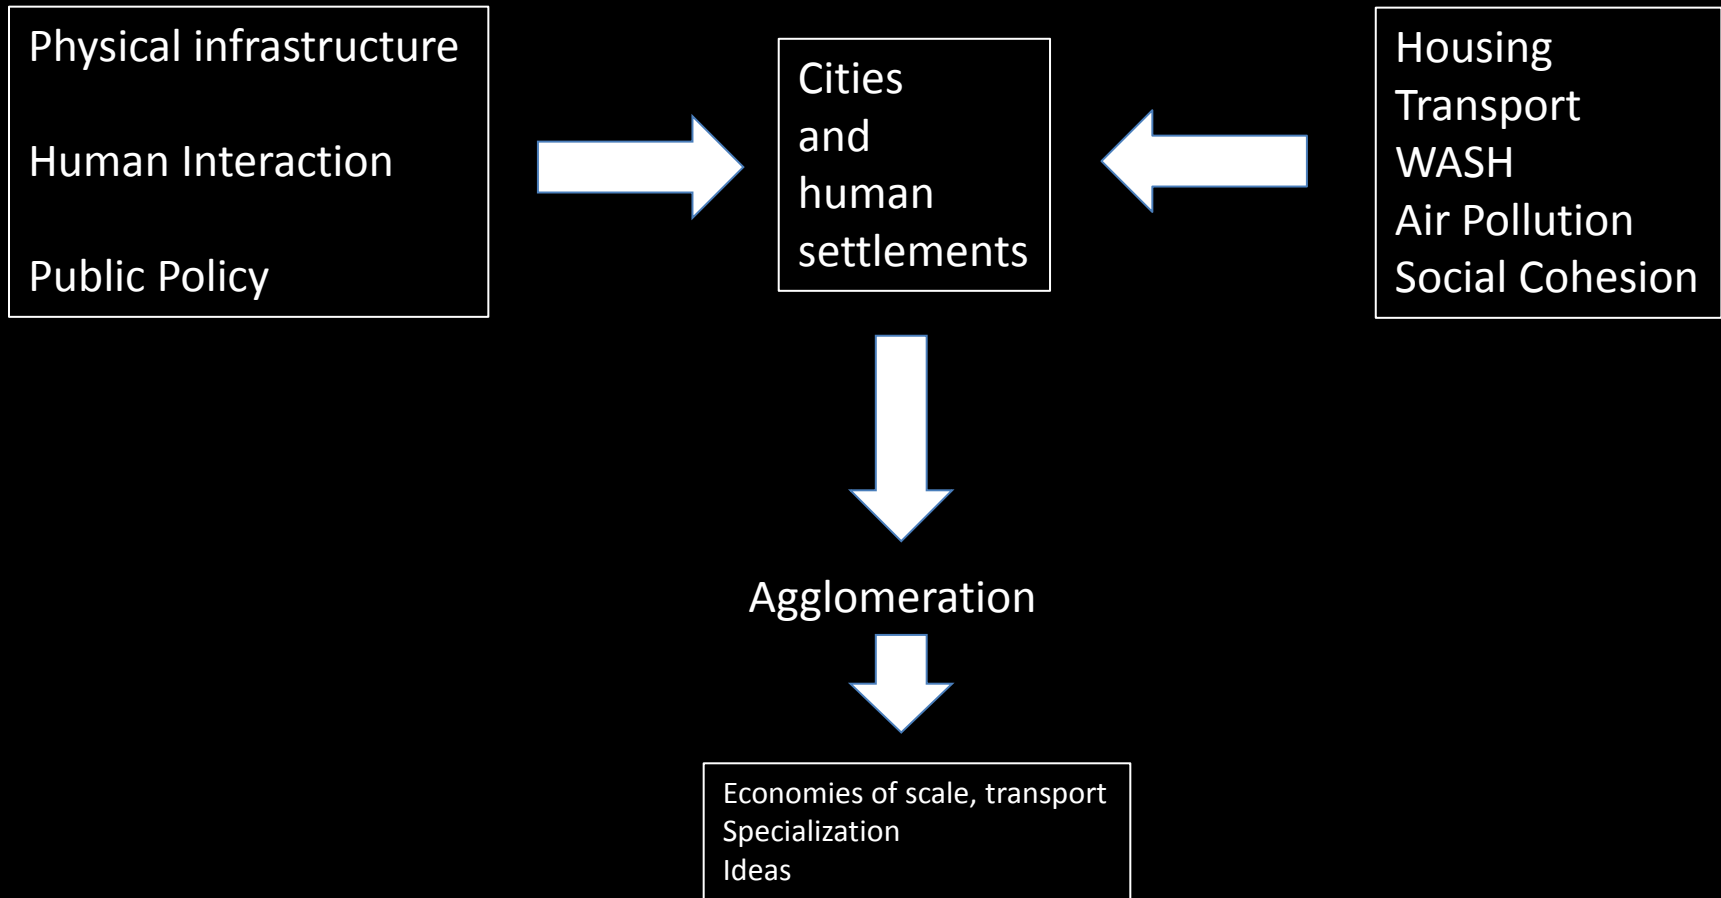 Physical infrastructure
Human Interaction
Public Policy
Cities
and
human
settlements
Housing
Transport
WASH
Air Pollution
Social Cohesion
Agglomeration
Economies of scale, transport
Specialization
Ideas